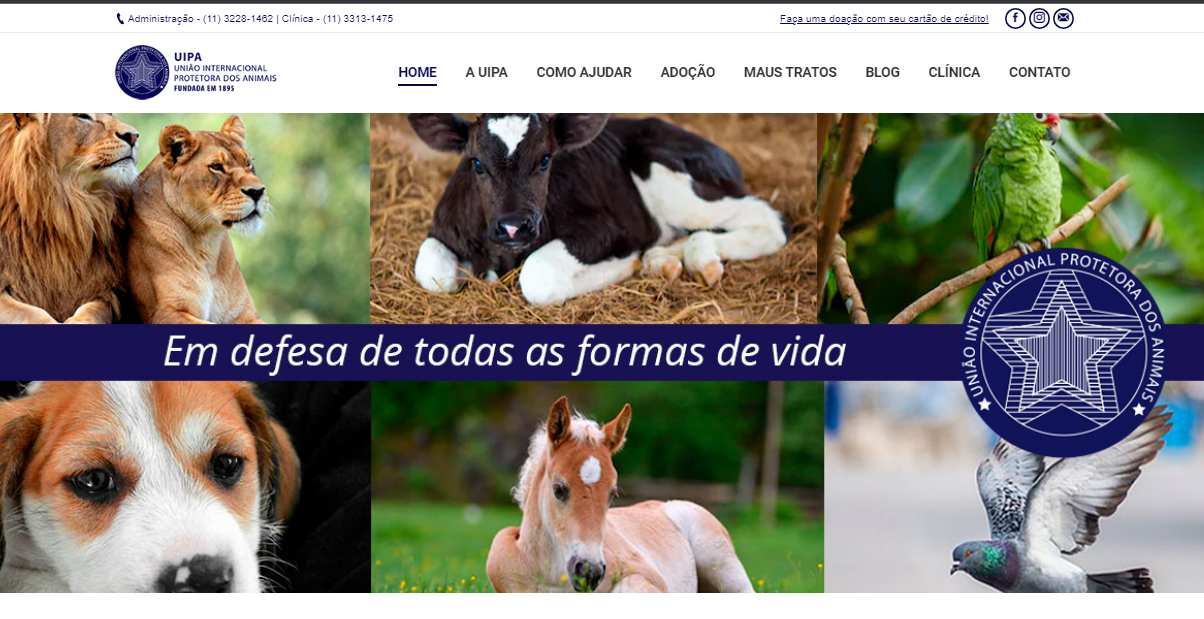 Administração - (11) 3228-1462 | Clínica - (11) 3313-1475
Faça uma doação com seu cartão de crédito!
UIPA
UNIÃO INTERNACIONAL
PROTETORA DOS ANIMAIS
FUNDADA EM 1895
HOME
A UIPA
COMO AJUDAR
ADOÇÃO
MAUS TRATOS
BLOG
CLÍNICA
CONTATO
Em defesa de todas as formas de vida
UNIÃO INTERNACIONAL PROTETORA DOS ANIMAIS